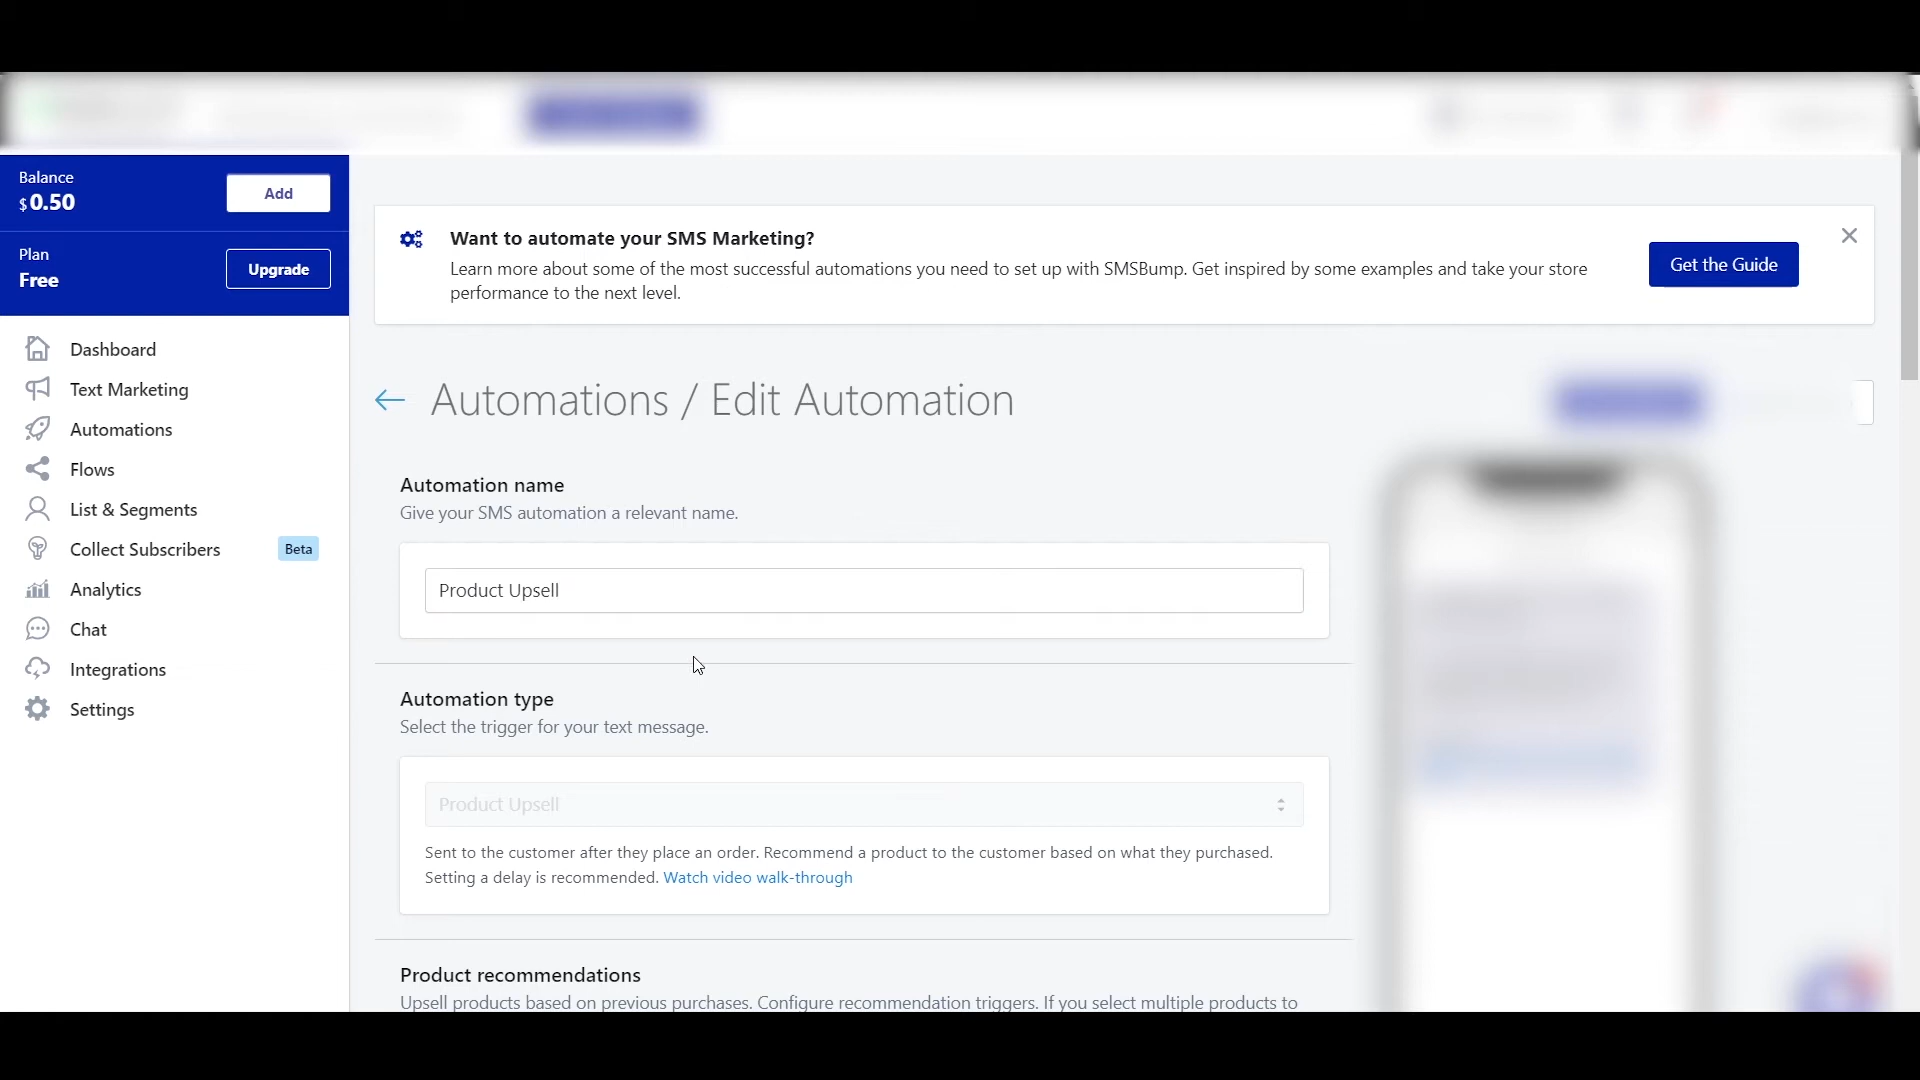 Balance
$ 0.50
Add
Plan
Free
Upgrade
Dashboard
Text Marketing
Automations
Flows
List & Segments
Collect Subscribers
Beta
Analytics
Chat
Integrations
Settings
Want to automate your SMS Marketing?
Learn more about some of the most successful automations you need to set up with SMSBump. Get inspired by some examples and take your store
performance to the next level.
Get the Guide
Automations / Edit Automation
Automation name
Give your SMS automation a relevant name.
Product Upsell
Automation type
Select the trigger for your text message.
Product Upsell
Sent to the customer after they place an order. Recommend a product to the customer based on what they purchased.
Setting a delay is recommended. Watch video walk-through
Product recommendations
Upsell products based on previous purchases. Configure recommendation triggers. If you select multiple products to